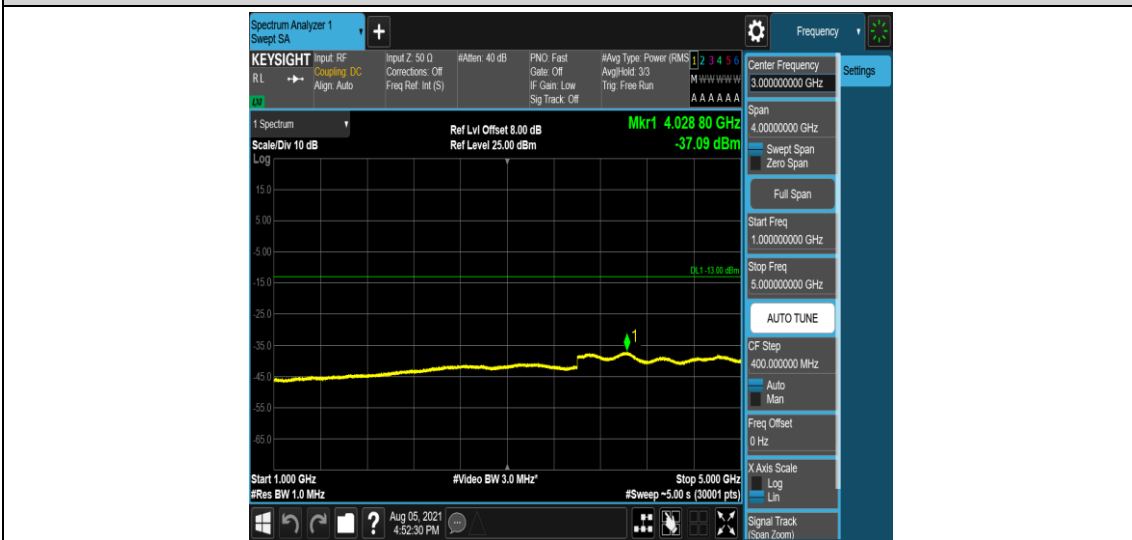 Spectrum Analyzer 1
Swept SA
Frequency
KEYSIGHT
RL
LXI
Input: RF
Coupling: DC
Align: Auto
Input Z: 50 Ω
Corrections: Off
Freq Ref: Int (S)
#Atten: 40 dB
PNO: Fast
Gate: Off
IF Gain: Low
Sig Track: Off
#Avg Type: Power (RMS
Avg|Hold: 3/3
Trig: Free Run
1 2 3 4 5 6
M W W W W W
A A A A A A
1 Spectrum
Scale/Div 10 dB
Log
Ref Lvl Offset 8.00 dB
Ref Level 25.00 dBm
Mkr1 4.028 80 GHz
-37.09 dBm
15.0
5.00
-5.00
-15.0
-25.0
-35.0
-45.0
-55.0
-65.0
DL1 -13.00 dBm
1
Start 1.000 GHz
#Res BW 1.0 MHz
#Video BW 3.0 MHz*
Stop 5.000 GHz
#Sweep ~5.00 s (30001 pts)
Center Frequency
3.000000000 GHz
Span
4.00000000 GHz
Swept Span
Zero Span
Full Span
Start Freq
1.000000000 GHz
Stop Freq
5.000000000 GHz
AUTO TUNE
CF Step
400.000000 MHz
Auto
Man
Freq Offset
0 Hz
X Axis Scale
Log
Lin
Signal Track
(Span Zoom)
Settings
?
Aug 05, 2021
4:52:30 PM